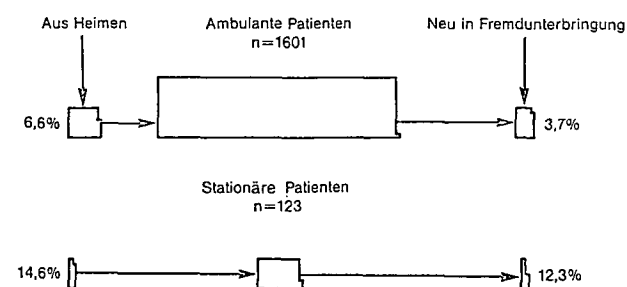 Aus Heimen
Ambulante Patienten
n=1601
Neu in Fremdunterbringung
6,6%
3,7%
Stationäre Patienten
n=123
14,6%
12,3%